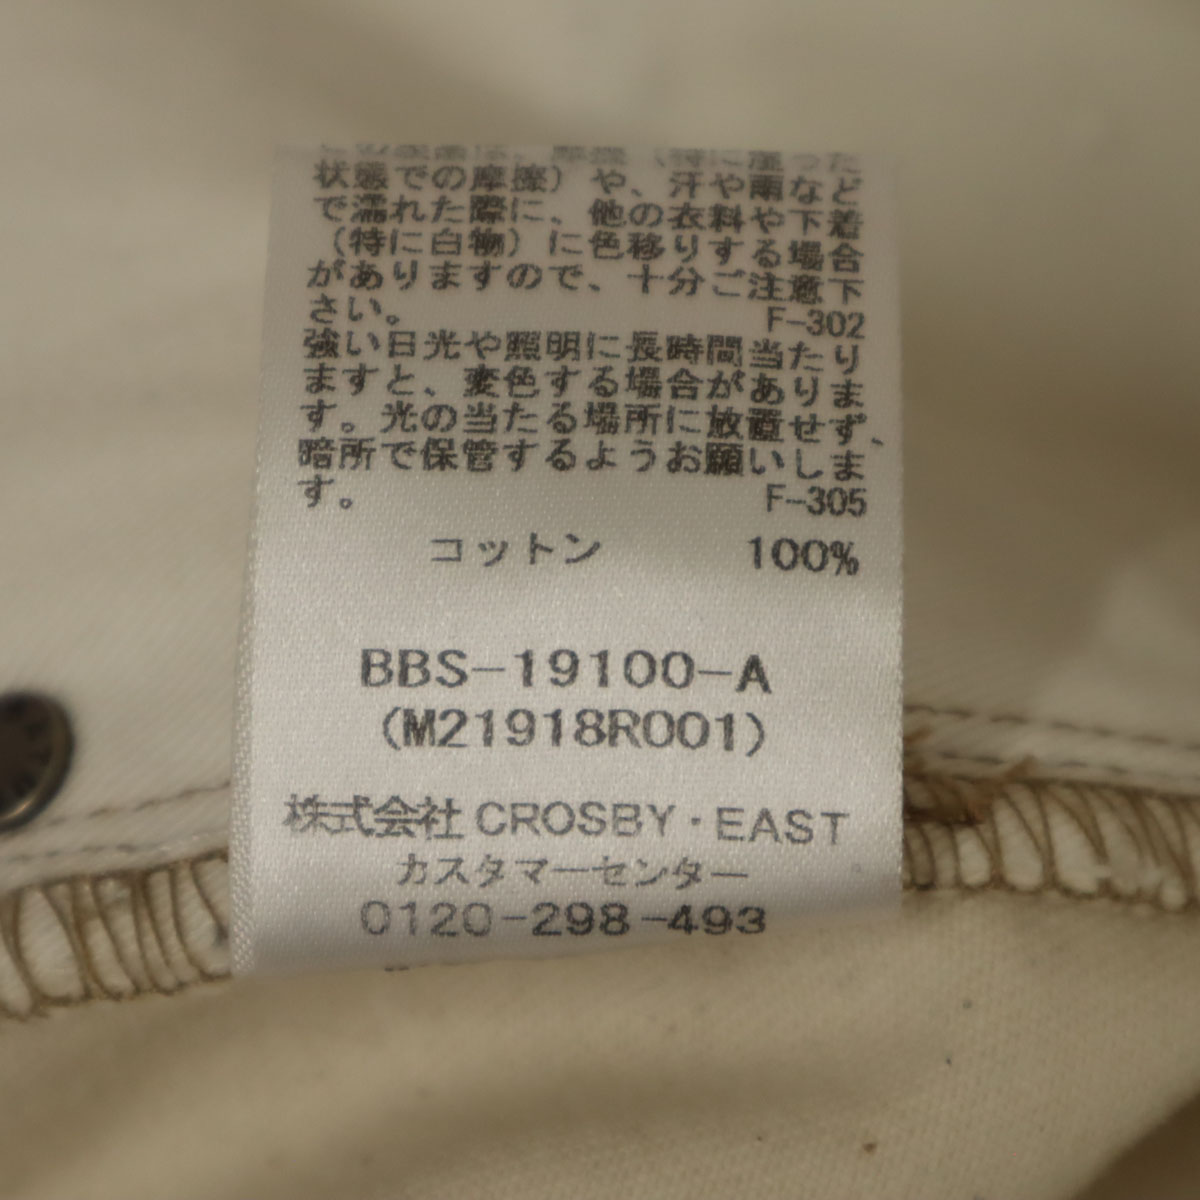 状態での摩擦）や、汗や雨など
で濡れた際に、他の衣料や下着
（特に白物）に色移りする場合
がありますので、十分ご注意下
さい。 F-302
強い日光や照明に長時間当たり
ますと、変色する場合がありま
す。光の当たる場所に放置せず、
暗所で保管するようお願いしま
す。 F-305
コットン 100%
BBS-19100-A
(M21918R001)
株式会社 CROSBY・EAST
カスタマーセンター
0120-298-493